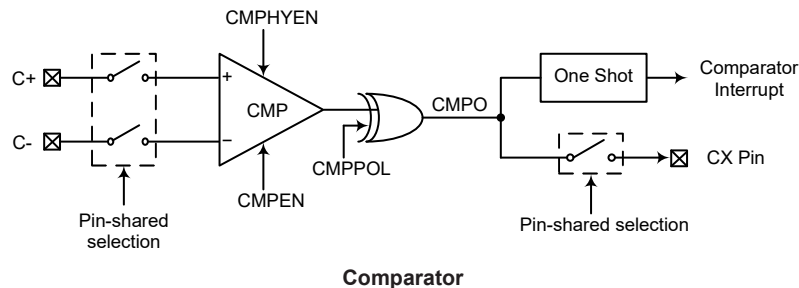 CMPHYEN
C+
+
CMP
C-
−
CMPEN
CMPPOL
CMPO
One Shot
Comparator
Interrupt
CX Pin
Pin-shared
selection
Pin-shared selection
Comparator